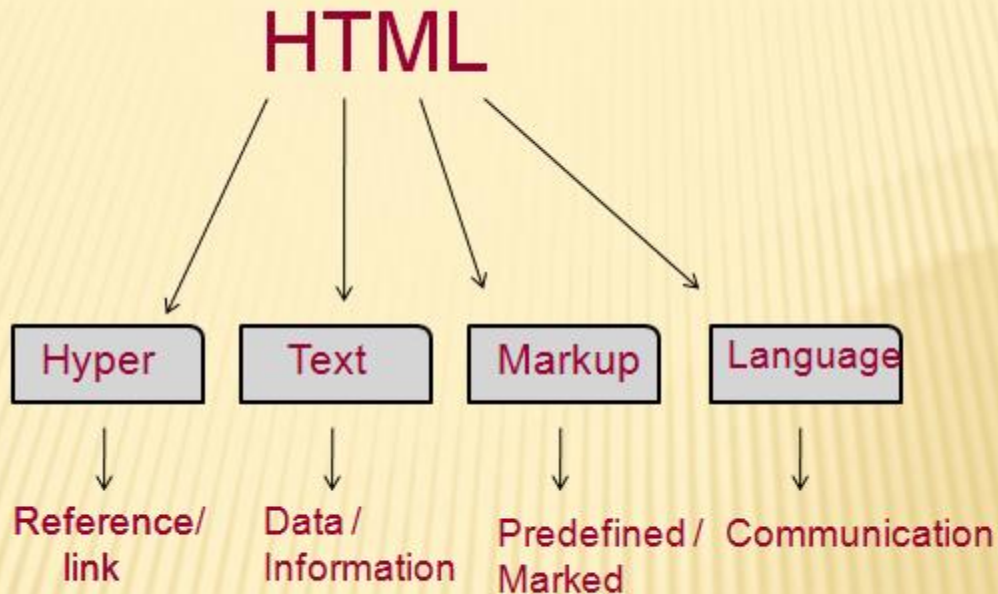 HTML
Hyper
Text
Markup
Language
Reference/
link
Data /
Information
Predefined /
Marked
Communication